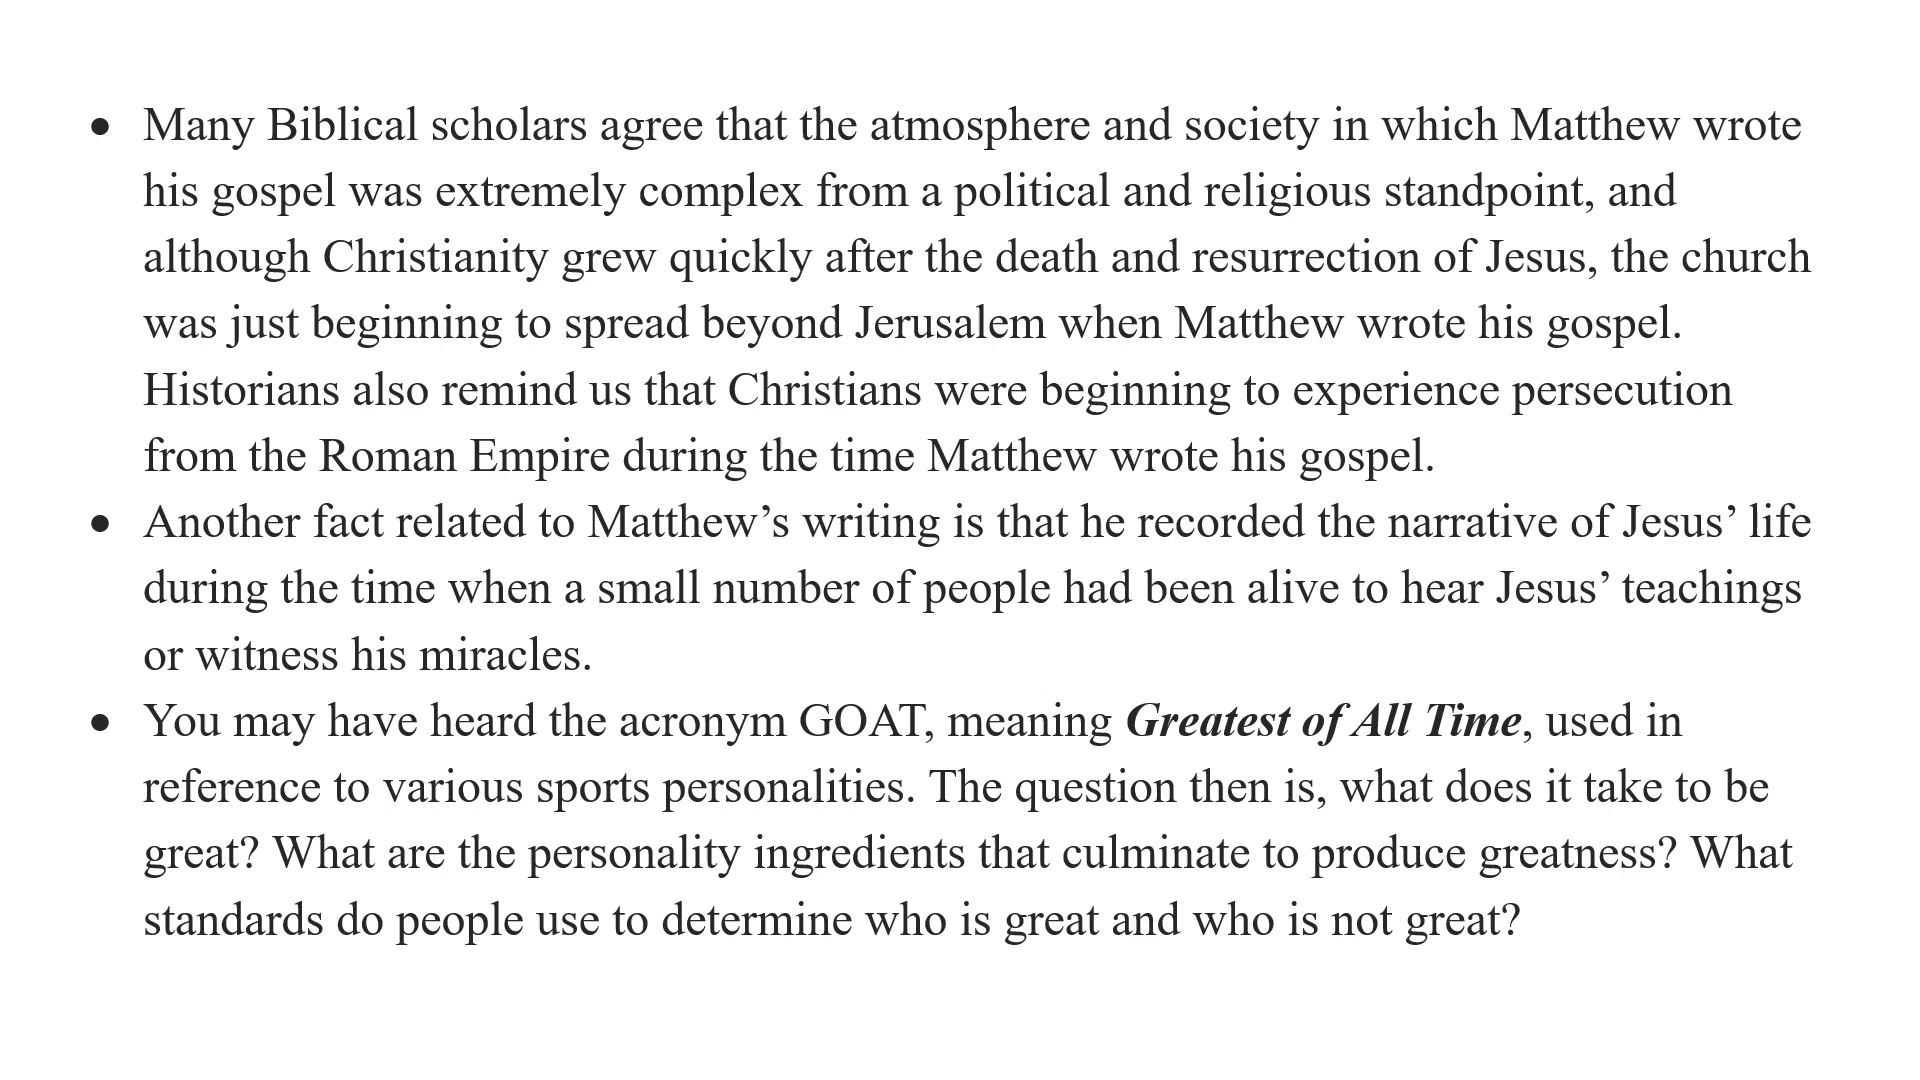 • Many Biblical scholars agree that the atmosphere and society in which Matthew wrote
his gospel was extremely complex from a political and religious standpoint, and
although Christianity grew quickly after the death and resurrection of Jesus, the church
was just beginning to spread beyond Jerusalem when Matthew wrote his gospel.
Historians also remind us that Christians were beginning to experience persecution
from the Roman Empire during the time Matthew wrote his gospel.
• Another fact related to Matthew’s writing is that he recorded the narrative of Jesus’ life
during the time when a small number of people had been alive to hear Jesus’ teachings
or witness his miracles.
• You may have heard the acronym GOAT, meaning Greatest of All Time, used in
reference to various sports personalities. The question then is, what does it take to be
great? What are the personality ingredients that culminate to produce greatness? What
standards do people use to determine who is great and who is not great?